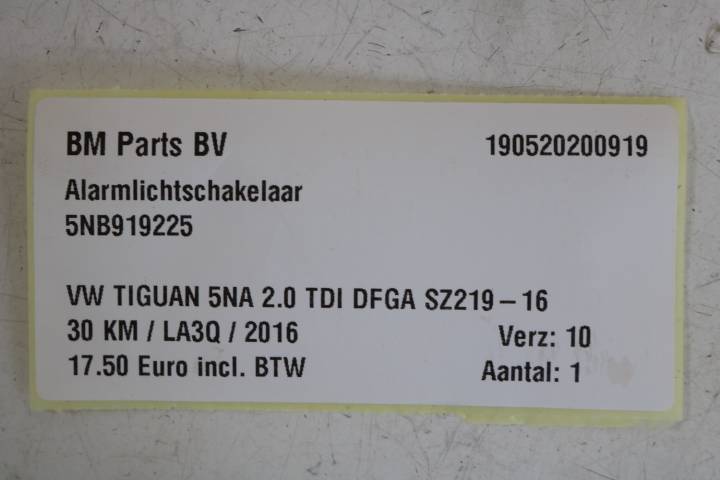 BM Parts BV 190520200919
Alarmlichtschakelaar
5NB919225
VW TIGUAN 5NA 2.0 TDI DFGA SZ219 – 16
30 KM / LA3Q / 2016 Verz: 10
17.50 Euro incl. BTW Aantal: 1